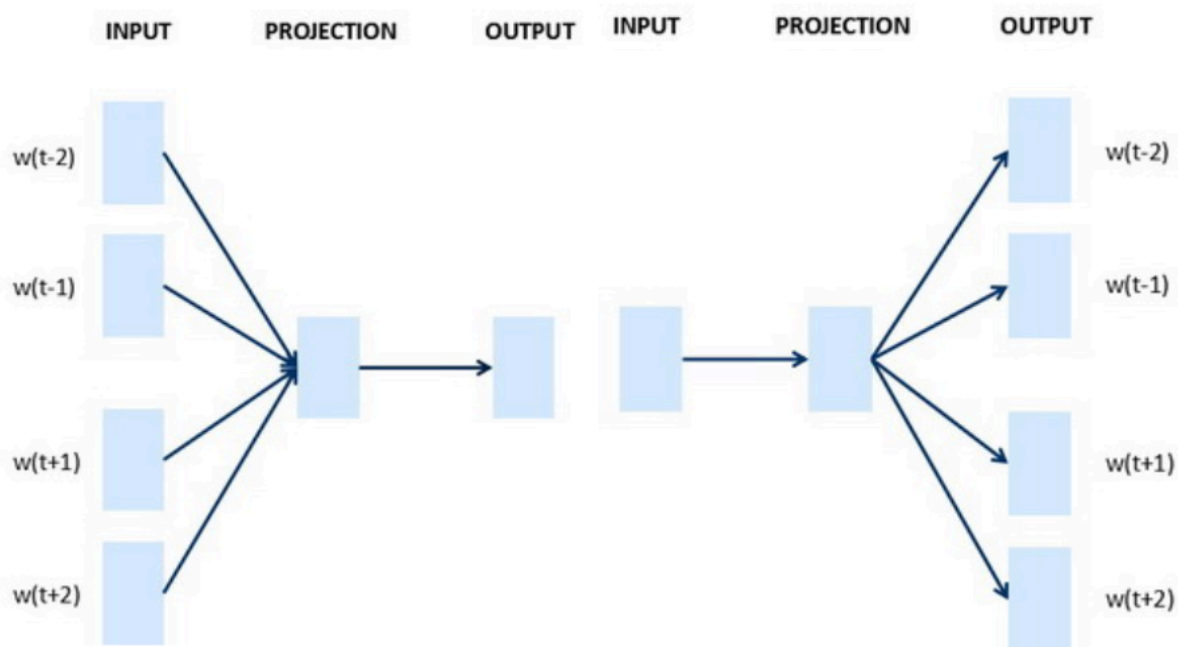 INPUT PROJECTION OUTPUT INPUT PROJECTION OUTPUT
w(t-2) w(t-2)
w(t-1) w(t-1)
w(t+1) w(t+1)
w(t+2) w(t+2)